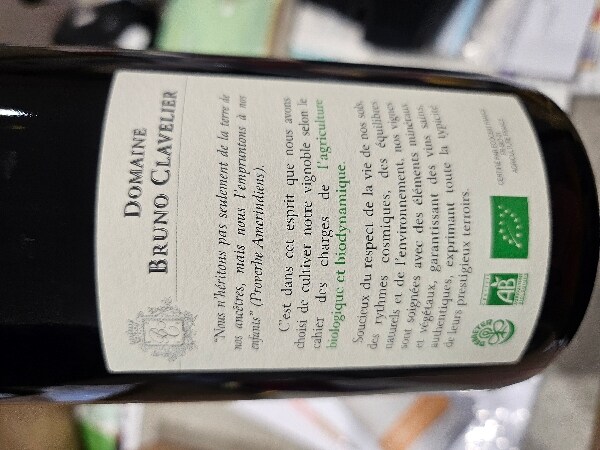 DOMAINE
BRUNO CLAVELIER
"Nous n'héritons pas seulement de la terre de
nos ancêtres, mais nous l'empruntons à nos
enfants" (Proverbe Amerindiens).
C'est dans cet esprit que nous avons
choisi de cultiver notre vignoble selon le
cahier des charges de l'agriculture
biologique et biodynamique.
Soucieux du respect de la vie de nos sols,
des rythmes cosmiques, des équilibres
naturels et de l'environnement, nos vignes
sont soignées avec des éléments minéraux
et végétaux, garantissant des vins sains,
authentiques, exprimant toute la typicité
de leurs prestigieux terroirs.
AB
AGRICULTURE